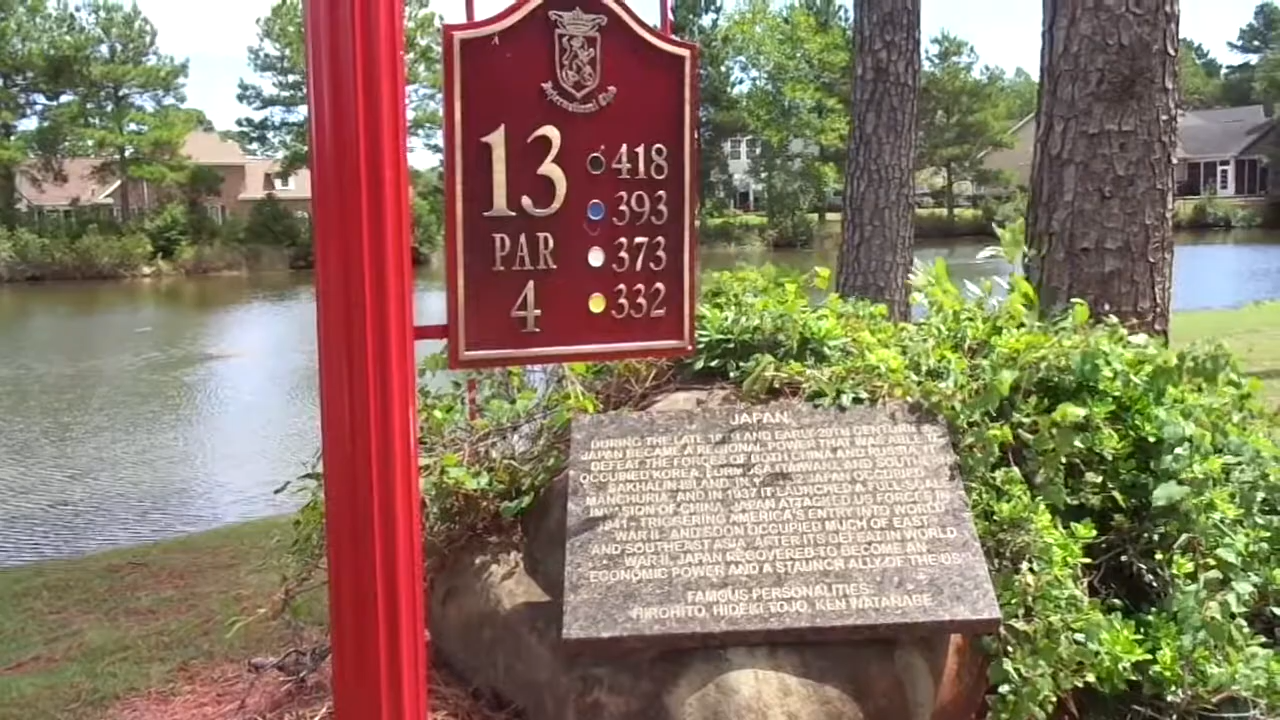 International Club
13
PAR
4
418
393
373
332
JAPAN
DURING THE LATE 19TH AND EARLY 20TH CENTURIES
JAPAN BECAME A REGIONAL POWER THAT WAS ABLE TO
DEFEAT THE FORCES OF BOTH CHINA AND RUSSIA. IT
OCCUPIED KOREA, FORMOSA (TAIWAN), AND SOUTH
SAKHALIN ISLAND. IN JAPAN OCCUPIED
MANCHURIA, AND IN 1937 IT LAUNCHED A FULL-SCALE
INVASION OF CHINA. JAPAN ATTACKED US FORCES IN
1941 - TRIGGERING AMERICA'S ENTRY INTO WORLD
WAR II - AND SOON OCCUPIED MUCH OF EAST
AND SOUTHEAST ASIA. AFTER ITS DEFEAT IN WORLD
WAR II, JAPAN RECOVERED TO BECOME AN
ECONOMIC POWER AND A STAUNCH ALLY OF THE US.
FAMOUS PERSONALITIES:
HIROHITO, HIDEKI TOJO, KEN WATANABE